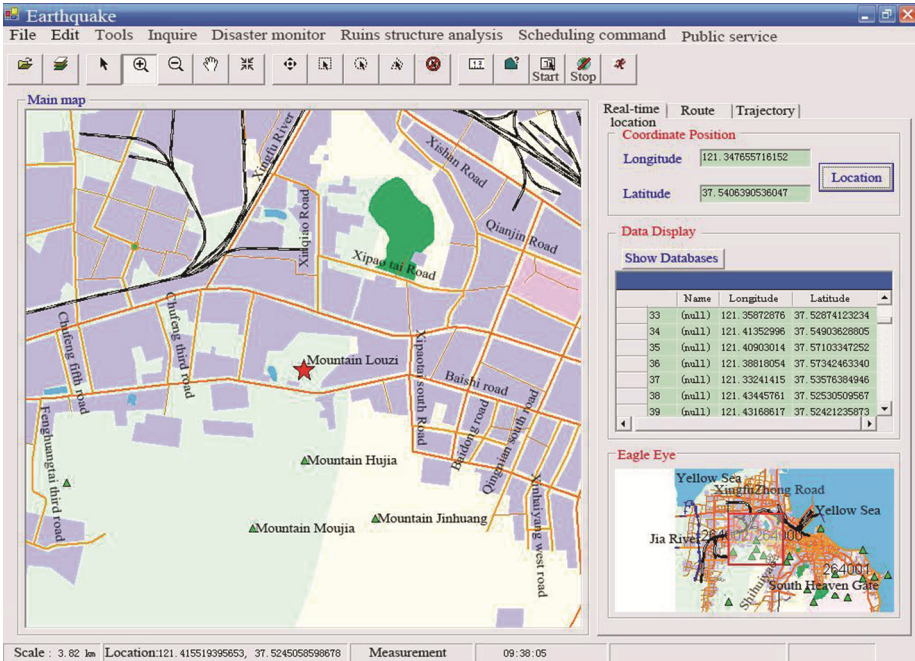 Earthquake
File Edit Tools Inquire Disaster monitor Ruins structure analysis Scheduling command Public service
Start Stop
Main map
Xingfu River
Xishan Road
Xinqiao Road
Qianjin Road
Xipao tai Road
Chufeng third road
Chufeng fifth road
Mountain Louzi
Xipaotai south Road
Baishi road
Baidong road
Qingnian south road
Fenghuangtai third road
Mountain Hujia
Mountain Jinhuang
Mountain Moujia
Xinhaiyang west road
Real-time location Route Trajectory
Coordinate Position
Longitude 121.347655716152
Location
Latitude 37.5406390536047
Data Display
Show Databases
Name Longitude Latitude
33 (null) 121.35872876 37.52874123234
34 (null) 121.41352996 37.54903628805
35 (null) 121.40903014 37.57103347252
36 (null) 121.38818054 37.57342463340
37 (null) 121.33241415 37.53576384946
38 (null) 121.43445761 37.52530509567
39 (null) 121.43168617 37.52421235873
Eagle Eye
Yellow Sea
XingfuZhong Road
Yellow Sea
Jia River
264002 264000
264001
South Heaven Gate
Shihuiyao
Scale : 3.82 km Location:121.415519395653, 37.5245058598678 Measurement 09:38:05